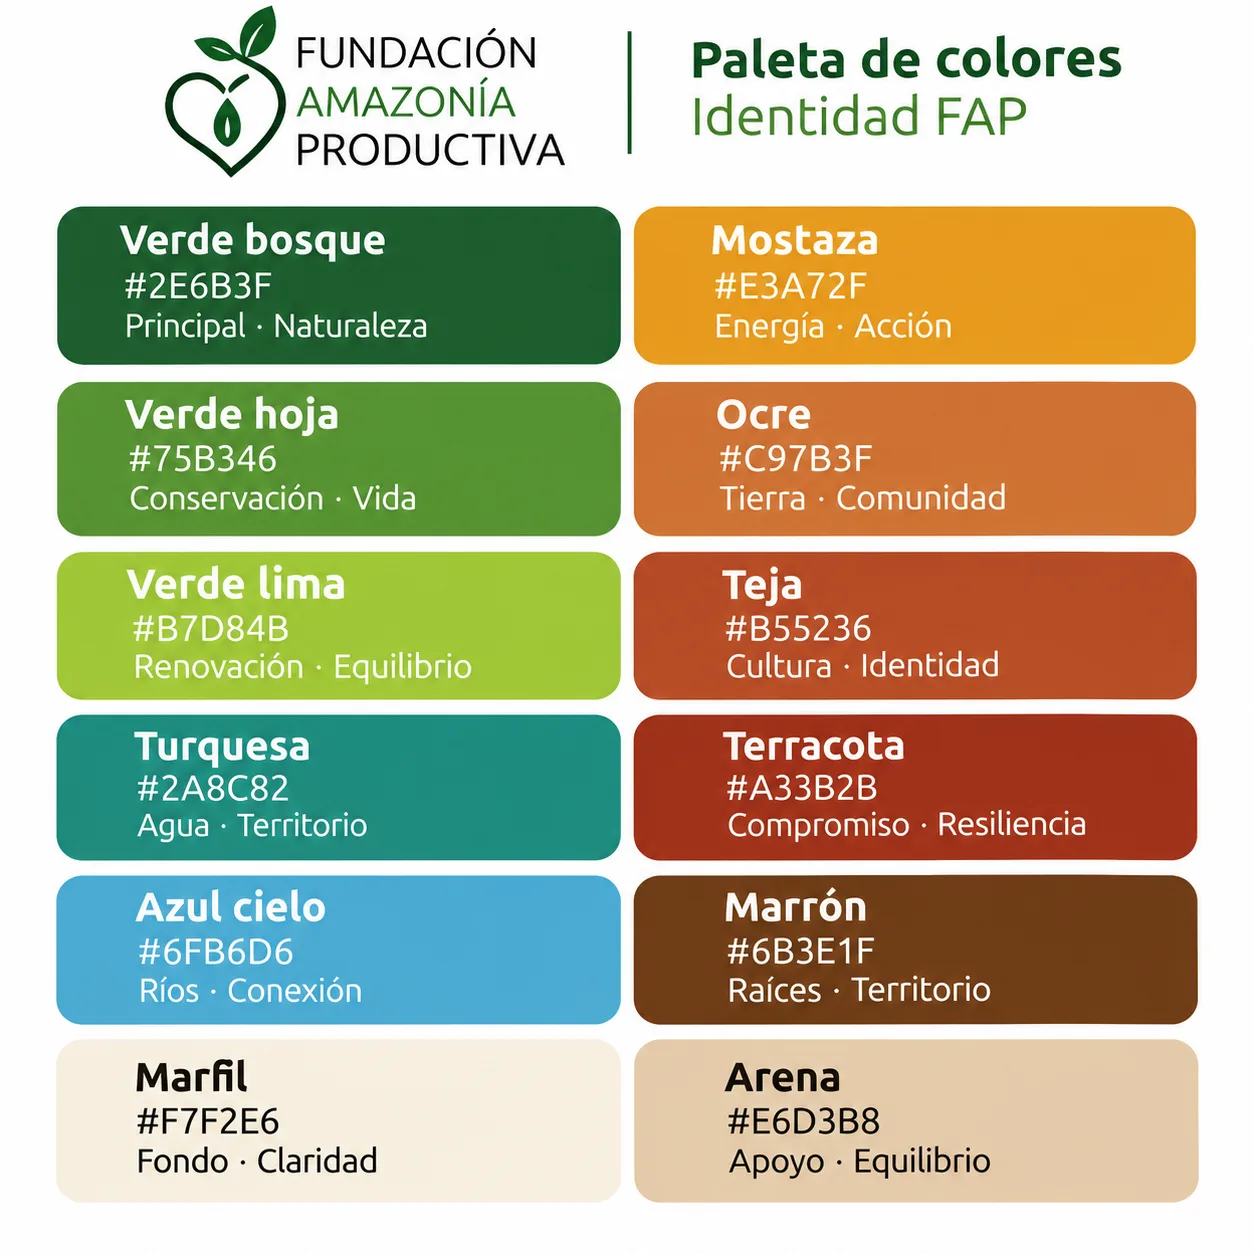 FUNDACIÓN
AMAZONÍA
PRODUCTIVA
Paleta de colores
Identidad FAP
Verde bosque
#2E6B3F
Principal · Naturaleza
Mostaza
#E3A72F
Energía · Acción
Verde hoja
#75B346
Conservación · Vida
Ocre
#C97B3F
Tierra · Comunidad
Verde lima
#B7D84B
Renovación · Equilibrio
Teja
#B55236
Cultura · Identidad
Turquesa
#2A8C82
Agua · Territorio
Terracota
#A33B2B
Compromiso · Resiliencia
Azul cielo
#6FB6D6
Ríos · Conexión
Marrón
#6B3E1F
Raíces · Territorio
Marfil
#F7F2E6
Fondo · Claridad
Arena
#E6D3B8
Apoyo · Equilibrio